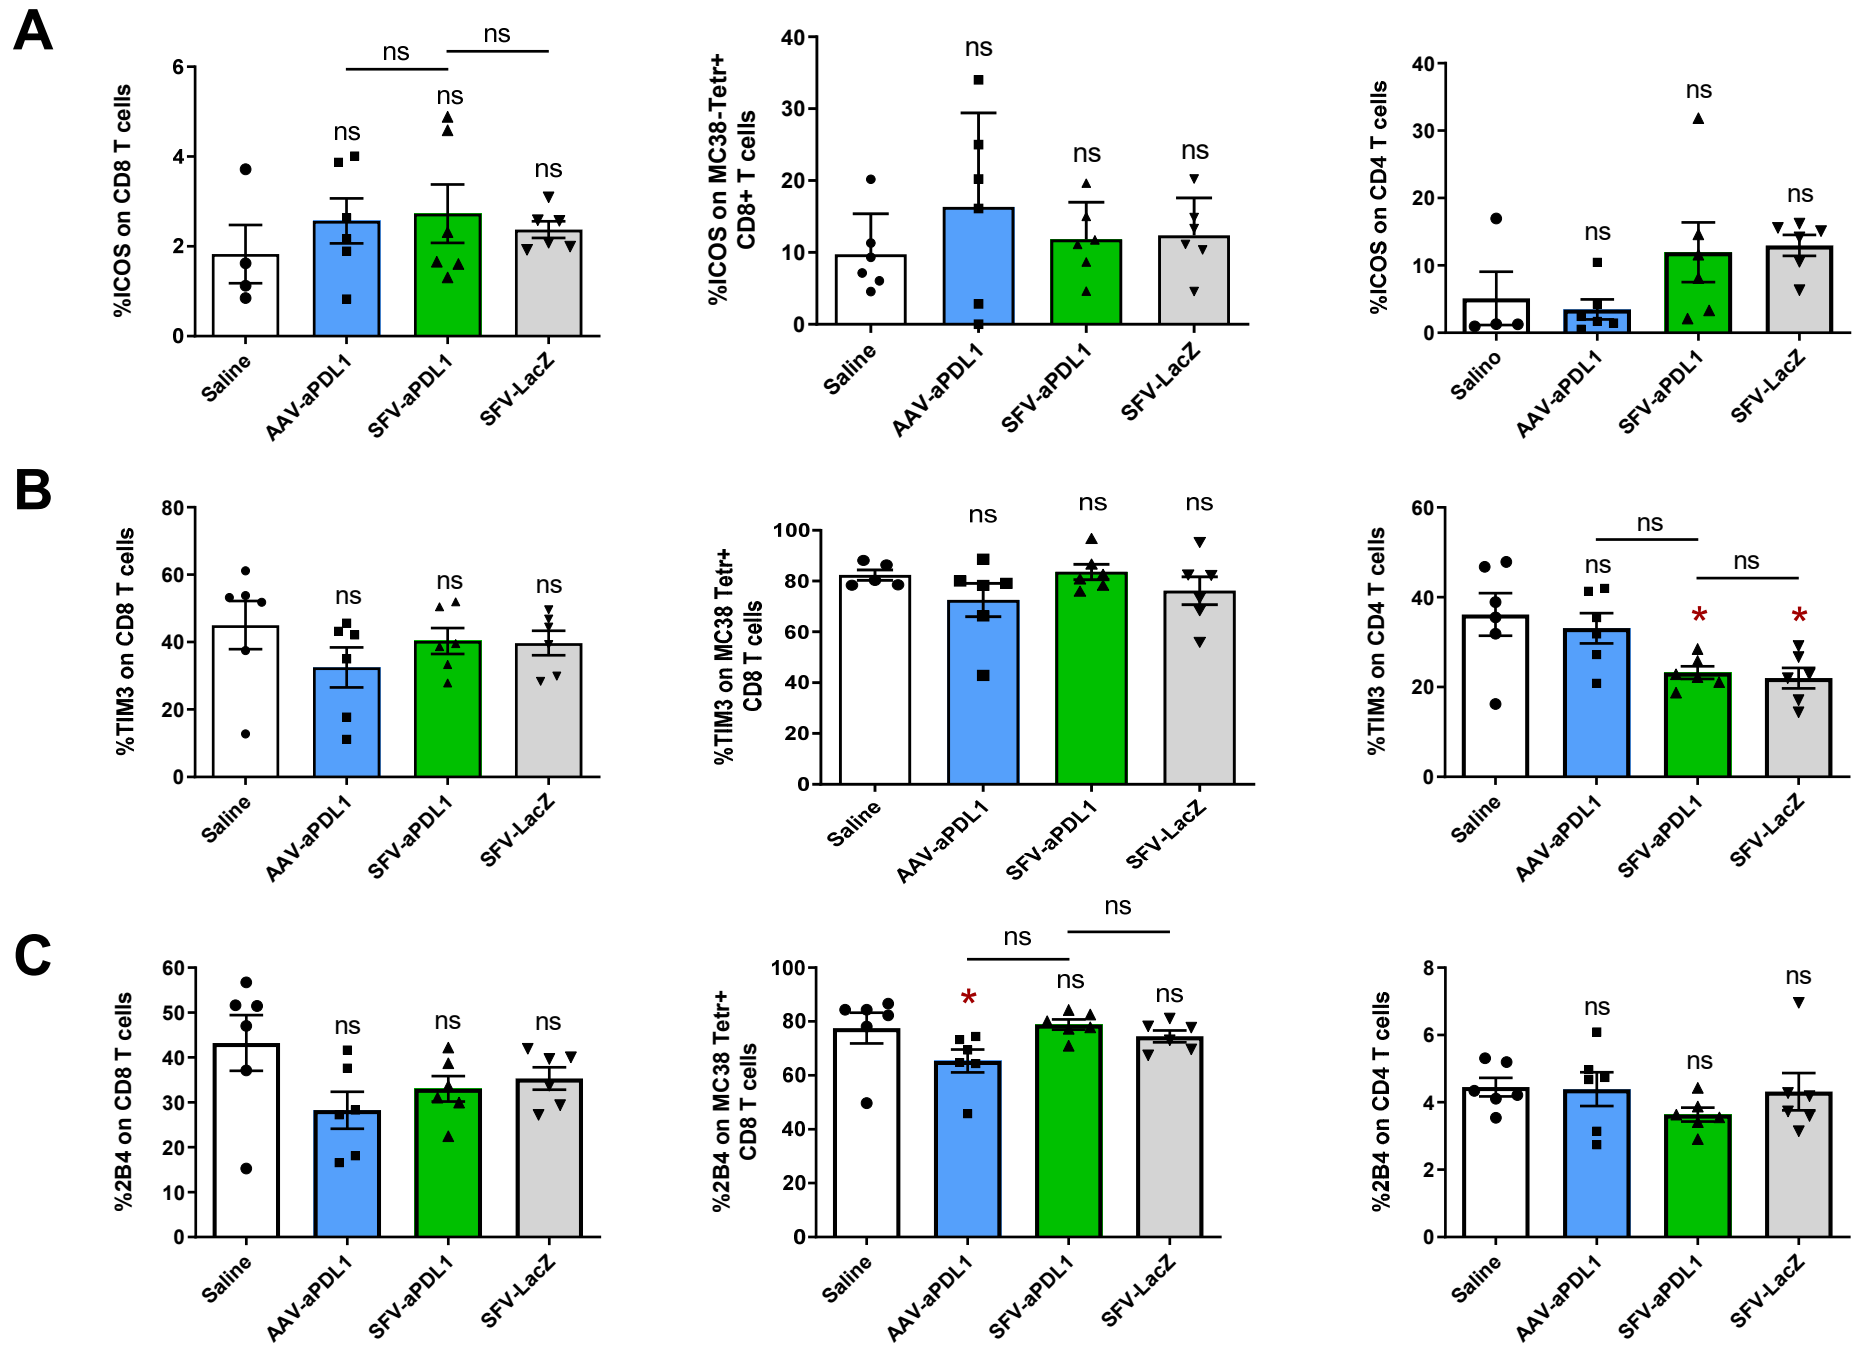 A
ns
ns
ns
ns
ns
%ICOS on CD8 T cells
6
4
2
0
Saline
AAV-aPDL1
SFV-aPDL1
SFV-LacZ
ns
ns
ns
%ICOS on MC38-Tetr+
CD8+ T cells
40
30
20
10
0
Saline
AAV-aPDL1
SFV-aPDL1
SFV-LacZ
ns
ns
ns
%ICOS on CD4 T cells
40
30
20
10
0
Salino
AAV-aPDL1
SFV-aPDL1
SFV-LacZ
B
ns
ns
ns
%TIM3 on CD8 T cells
80
60
40
20
0
Saline
AAV-aPDL1
SFV-aPDL1
SFV-LacZ
ns
ns
ns
%TIM3 on MC38 Tetr+
CD8 T cells
100
80
60
40
20
0
Saline
AAV-aPDL1
SFV-aPDL1
SFV-LacZ
ns
ns
ns
*
*
%TIM3 on CD4 T cells
60
40
20
0
Saline
AAV-aPDL1
SFV-aPDL1
SFV-LacZ
C
ns
ns
ns
%2B4 on CD8 T cells
60
50
40
30
20
10
0
Saline
AAV-aPDL1
SFV-aPDL1
SFV-LacZ
ns
ns
*
ns
ns
%2B4 on MC38 Tetr+
CD8 T cells
100
80
60
40
20
0
Saline
AAV-aPDL1
SFV-aPDL1
SFV-LacZ
ns
ns
ns
%2B4 on CD4 T cells
8
6
4
2
0
Saline
AAV-aPDL1
SFV-aPDL1
SFV-LacZ